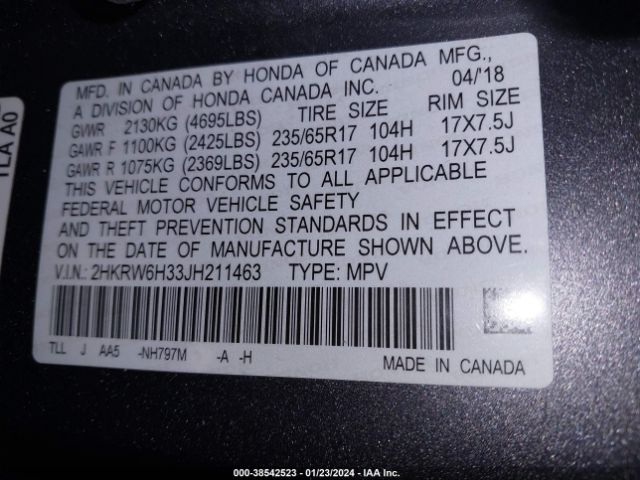 MFD. IN CANADA BY HONDA OF CANADA MFG.,
A DIVISION OF HONDA CANADA INC. 04/'18
GVWR 2130KG (4695LBS) TIRE SIZE RIM SIZE
GAWR F 1100KG (2425LBS) 235/65R17 104H 17X7.5J
GAWR R 1075KG (2369LBS) 235/65R17 104H 17X7.5J
THIS VEHICLE CONFORMS TO ALL APPLICABLE
FEDERAL MOTOR VEHICLE SAFETY
AND THEFT PREVENTION STANDARDS IN EFFECT
ON THE DATE OF MANUFACTURE SHOWN ABOVE.
V.I.N.: 2HKRW6H33JH211463 TYPE: MPV
TLL J AA5 -NH797M -A -H
MADE IN CANADA
TLA A0
000-38542523 - 01/23/2024 - IAA Inc.